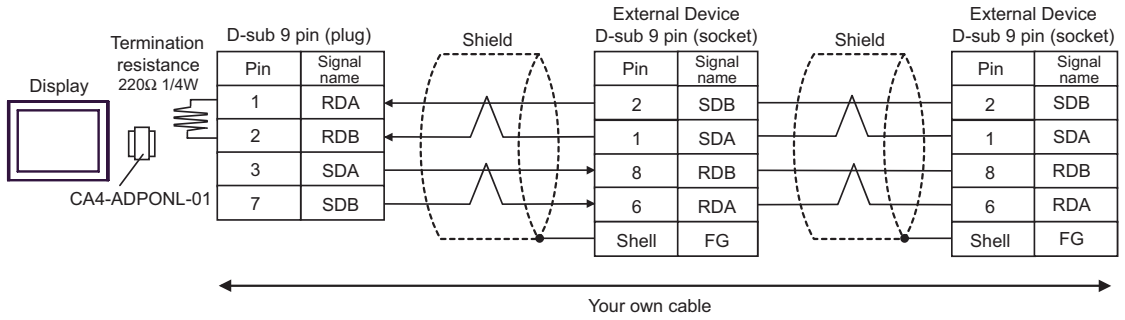 External Device
External Device
D-sub 9 pin (plug)
D-sub 9 pin (socket)
D-sub 9 pin (socket)
Termination
resistance
220Ω 1/4W
Shield
Shield
Display
CA4-ADPONL-01
Pin Signal name
1 RDA
2 RDB
3 SDA
7 SDB
Pin Signal name
2 SDB
1 SDA
8 RDB
6 RDA
Shell FG
Pin Signal name
2 SDB
1 SDA
8 RDB
6 RDA
Shell FG
Your own cable